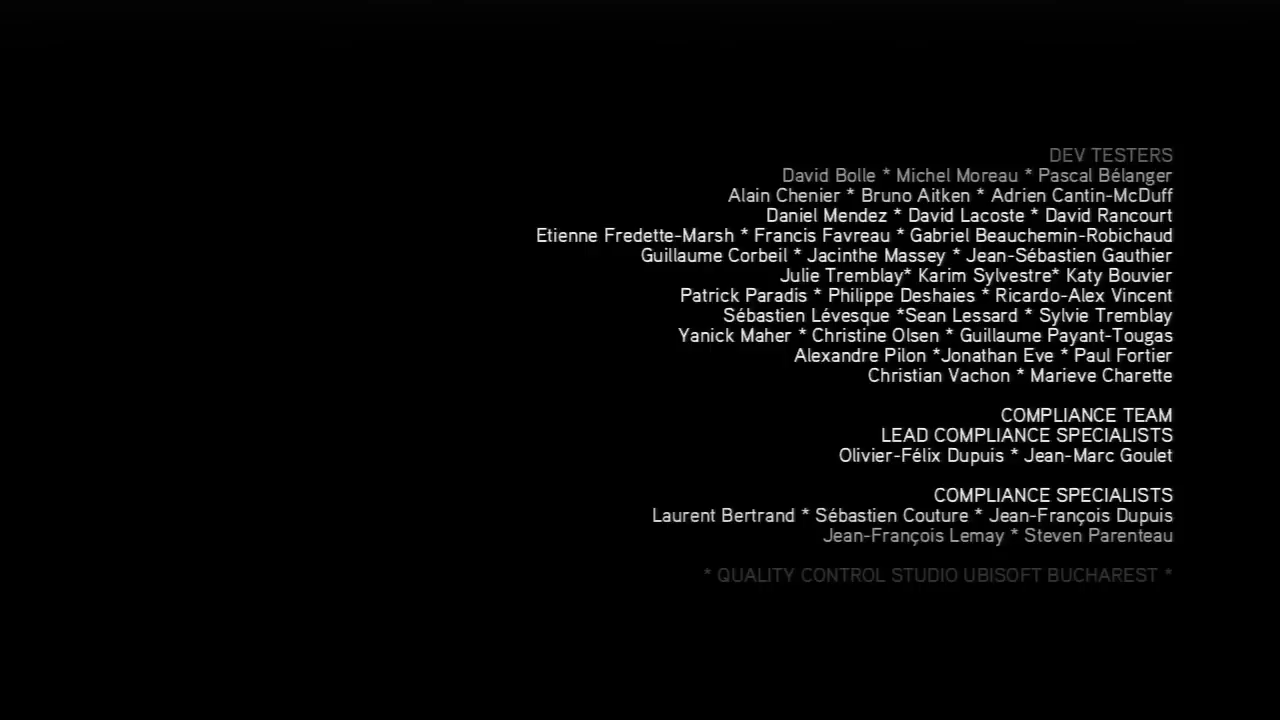 DEV TESTERS
David Bolle * Michel Moreau * Pascal Bélanger
Alain Chenier * Bruno Aitken * Adrien Cantin-McDuff
Daniel Mendez * David Lacoste * David Rancourt
Etienne Fredette-Marsh * Francis Favreau * Gabriel Beauchemin-Robichaud
Guillaume Corbeil * Jacinthe Massey * Jean-Sébastien Gauthier
Julie Tremblay* Karim Sylvestre* Katy Bouvier
Patrick Paradis * Philippe Deshaies * Ricardo-Alex Vincent
Sébastien Lévesque *Sean Lessard * Sylvie Tremblay
Yanick Maher * Christine Olsen * Guillaume Payant-Tougas
Alexandre Pilon *Jonathan Eve * Paul Fortier
Christian Vachon * Marieve Charette
COMPLIANCE TEAM
LEAD COMPLIANCE SPECIALISTS
Olivier-Félix Dupuis * Jean-Marc Goulet
COMPLIANCE SPECIALISTS
Laurent Bertrand * Sébastien Couture * Jean-François Dupuis
Jean-François Lemay * Steven Parenteau
* QUALITY CONTROL STUDIO UBISOFT BUCHAREST *